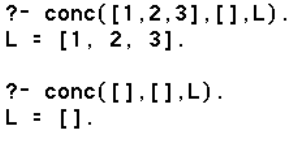 ?- conc([1,2,3],[],L).
L = [1, 2, 3].
?- conc([],[],L).
L = [].